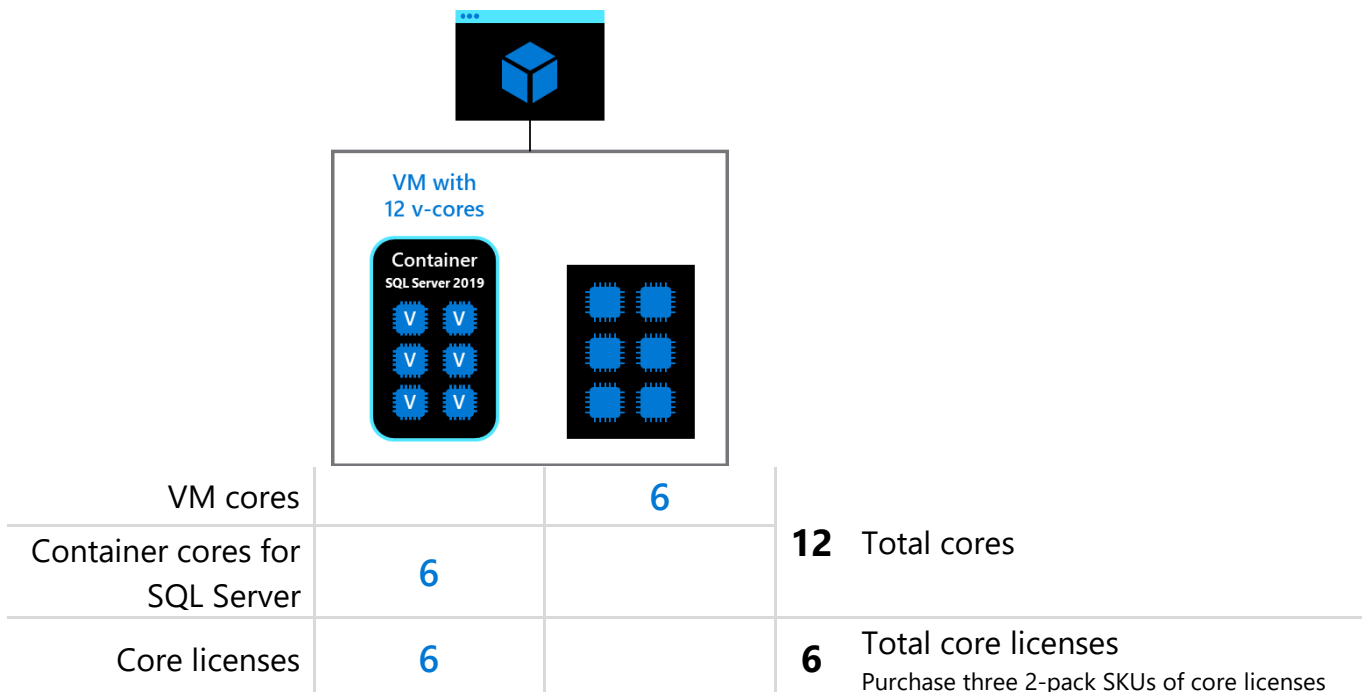 VM with
12 v-cores
Container
SQL Server 2019
V V
V V
V V
VM cores 6
12 Total cores
Container cores for
SQL Server 6
Core licenses 6 6 Total core licenses
Purchase three 2-pack SKUs of core licenses